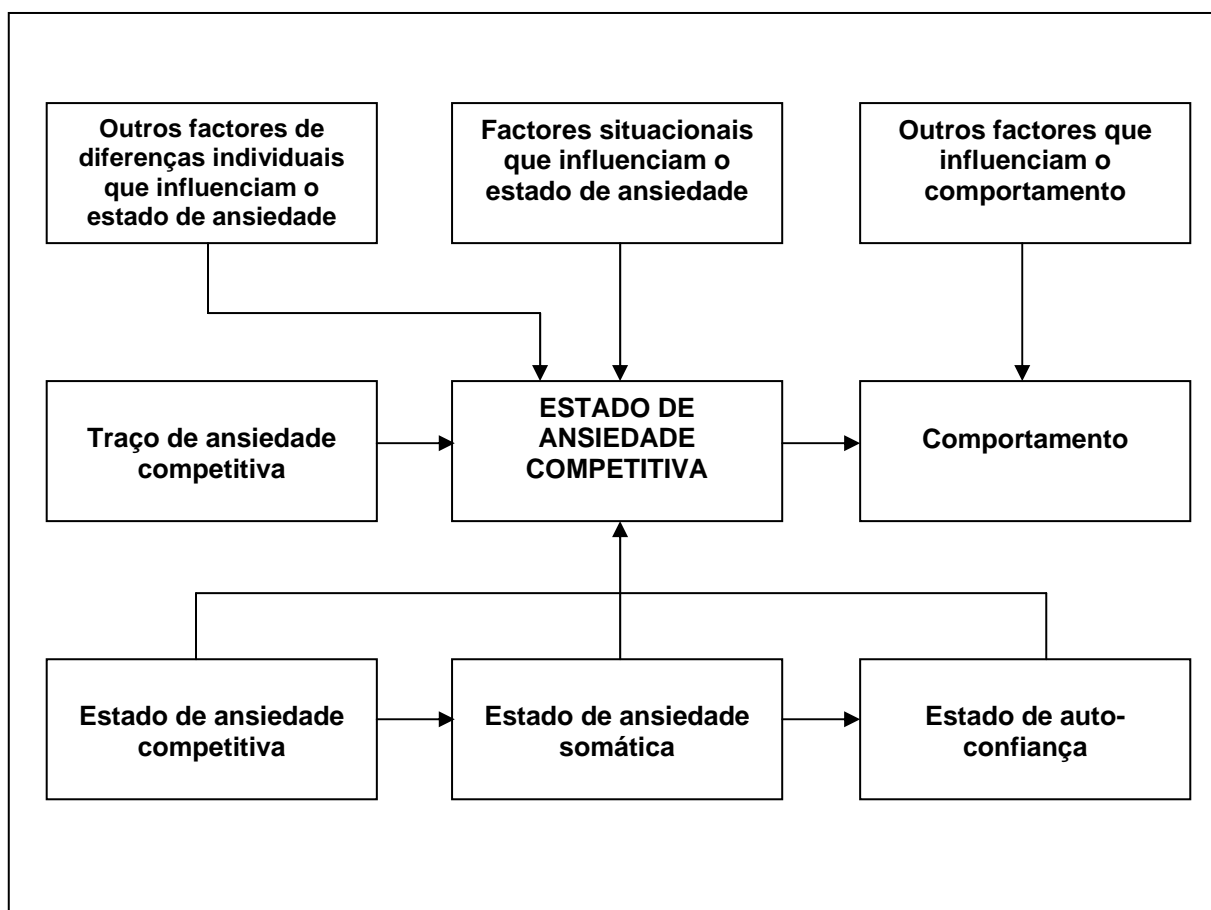 Outros factores de
diferenças individuais
que influenciam o
estado de ansiedade
Factores situacionais
que influenciam o
estado de ansiedade
Outros factores que
influenciam o
comportamento
Traço de ansiedade
competitiva
ESTADO DE
ANSIEDADE
COMPETITIVA
Comportamento
Estado de ansiedade
competitiva
Estado de ansiedade
somática
Estado de auto-
confiança